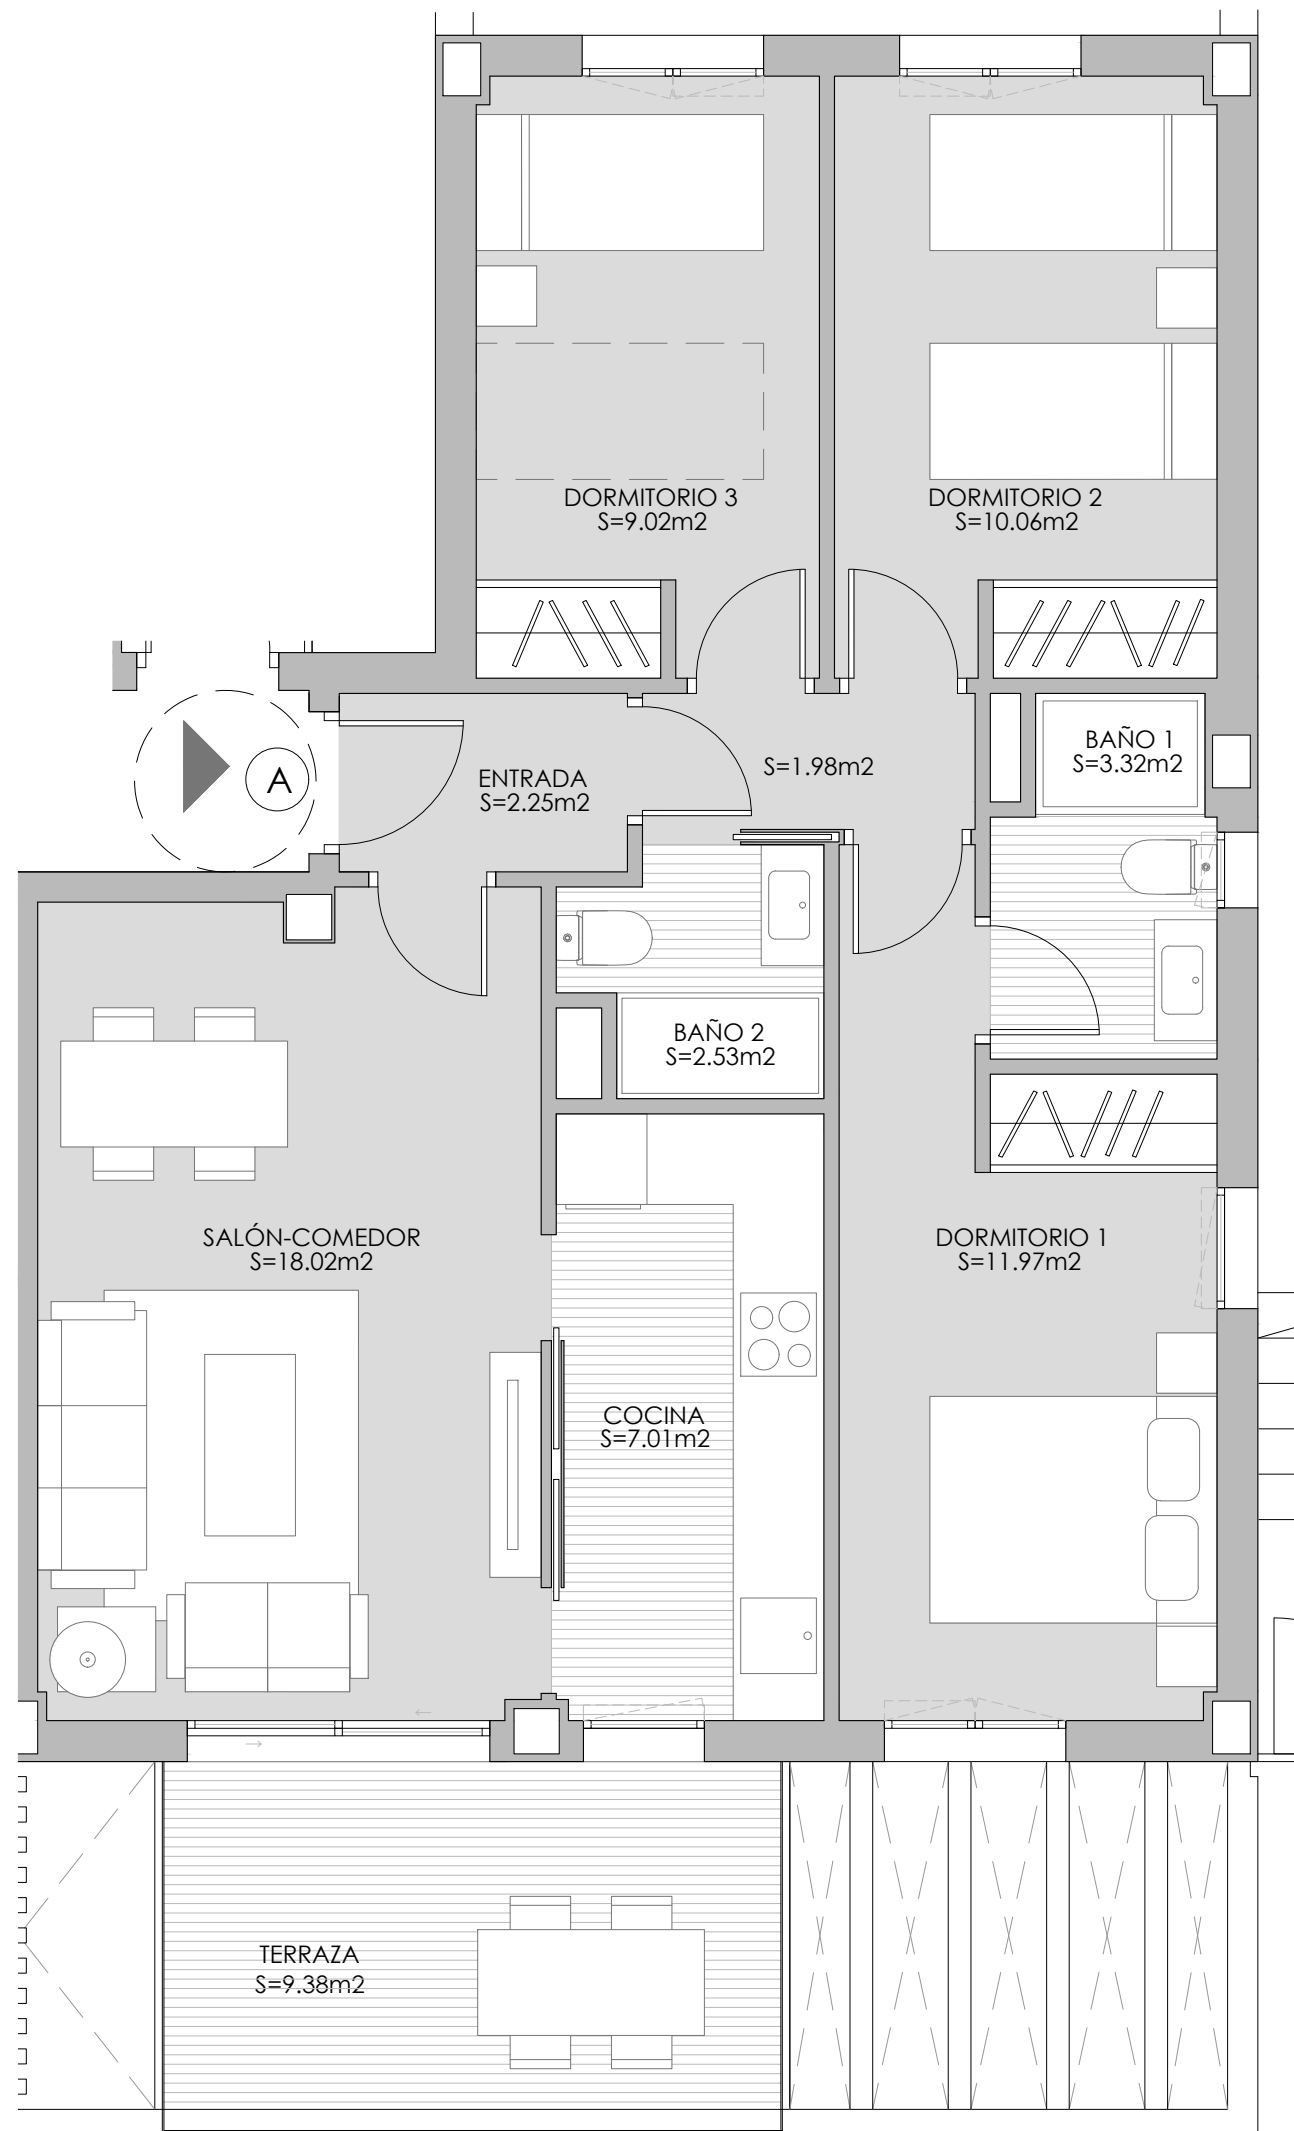 DORMITORIO 3
S=9.02m2
DORMITORIO 2
S=10.06m2
A
ENTRADA
S=2.25m2
S=1.98m2
BAÑO 1
S=3.32m2
BAÑO 2
S=2.53m2
SALÓN-COMEDOR
S=18.02m2
DORMITORIO 1
S=11.97m2
COCINA
S=7.01m2
TERRAZA
S=9.38m2